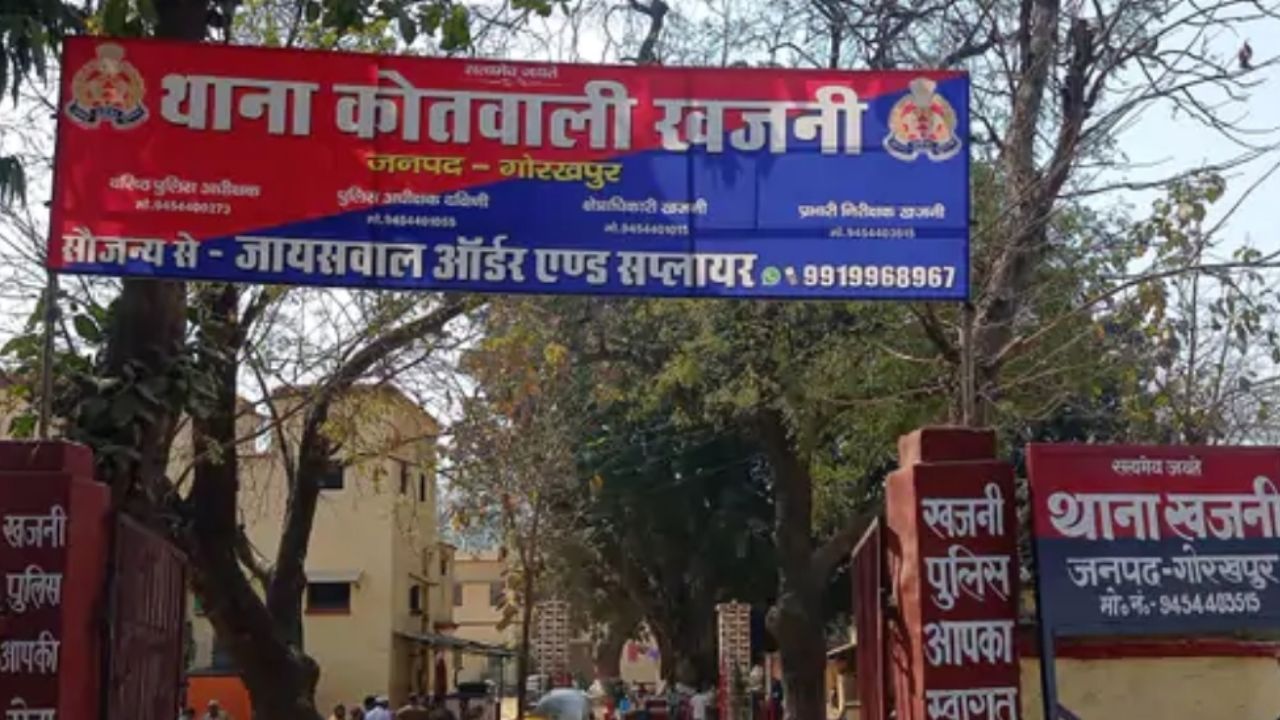 सत्यमेव जयते
थाना कोतवाली खजनी
जनपद - गोरखपुर
वरिष्ठ पुलिस अधीक्षक
मो.9454400273
पुलिस अधीक्षक दक्षिणी
मो.9454401055
क्षेत्राधिकारी खजनी
मो.9454401015
प्रभारी निरीक्षक खजनी
मो.9454403515
सौजन्य से - जायसवाल ऑर्डर एण्ड सप्लायर 9919968967
खजनी
पुलिस
आपकी
खजनी
पुलिस
आपका
स्वागत
सत्यमेव जयते
थाना खजनी
जनपद-गोरखपुर
मो॰नं॰-9454403515